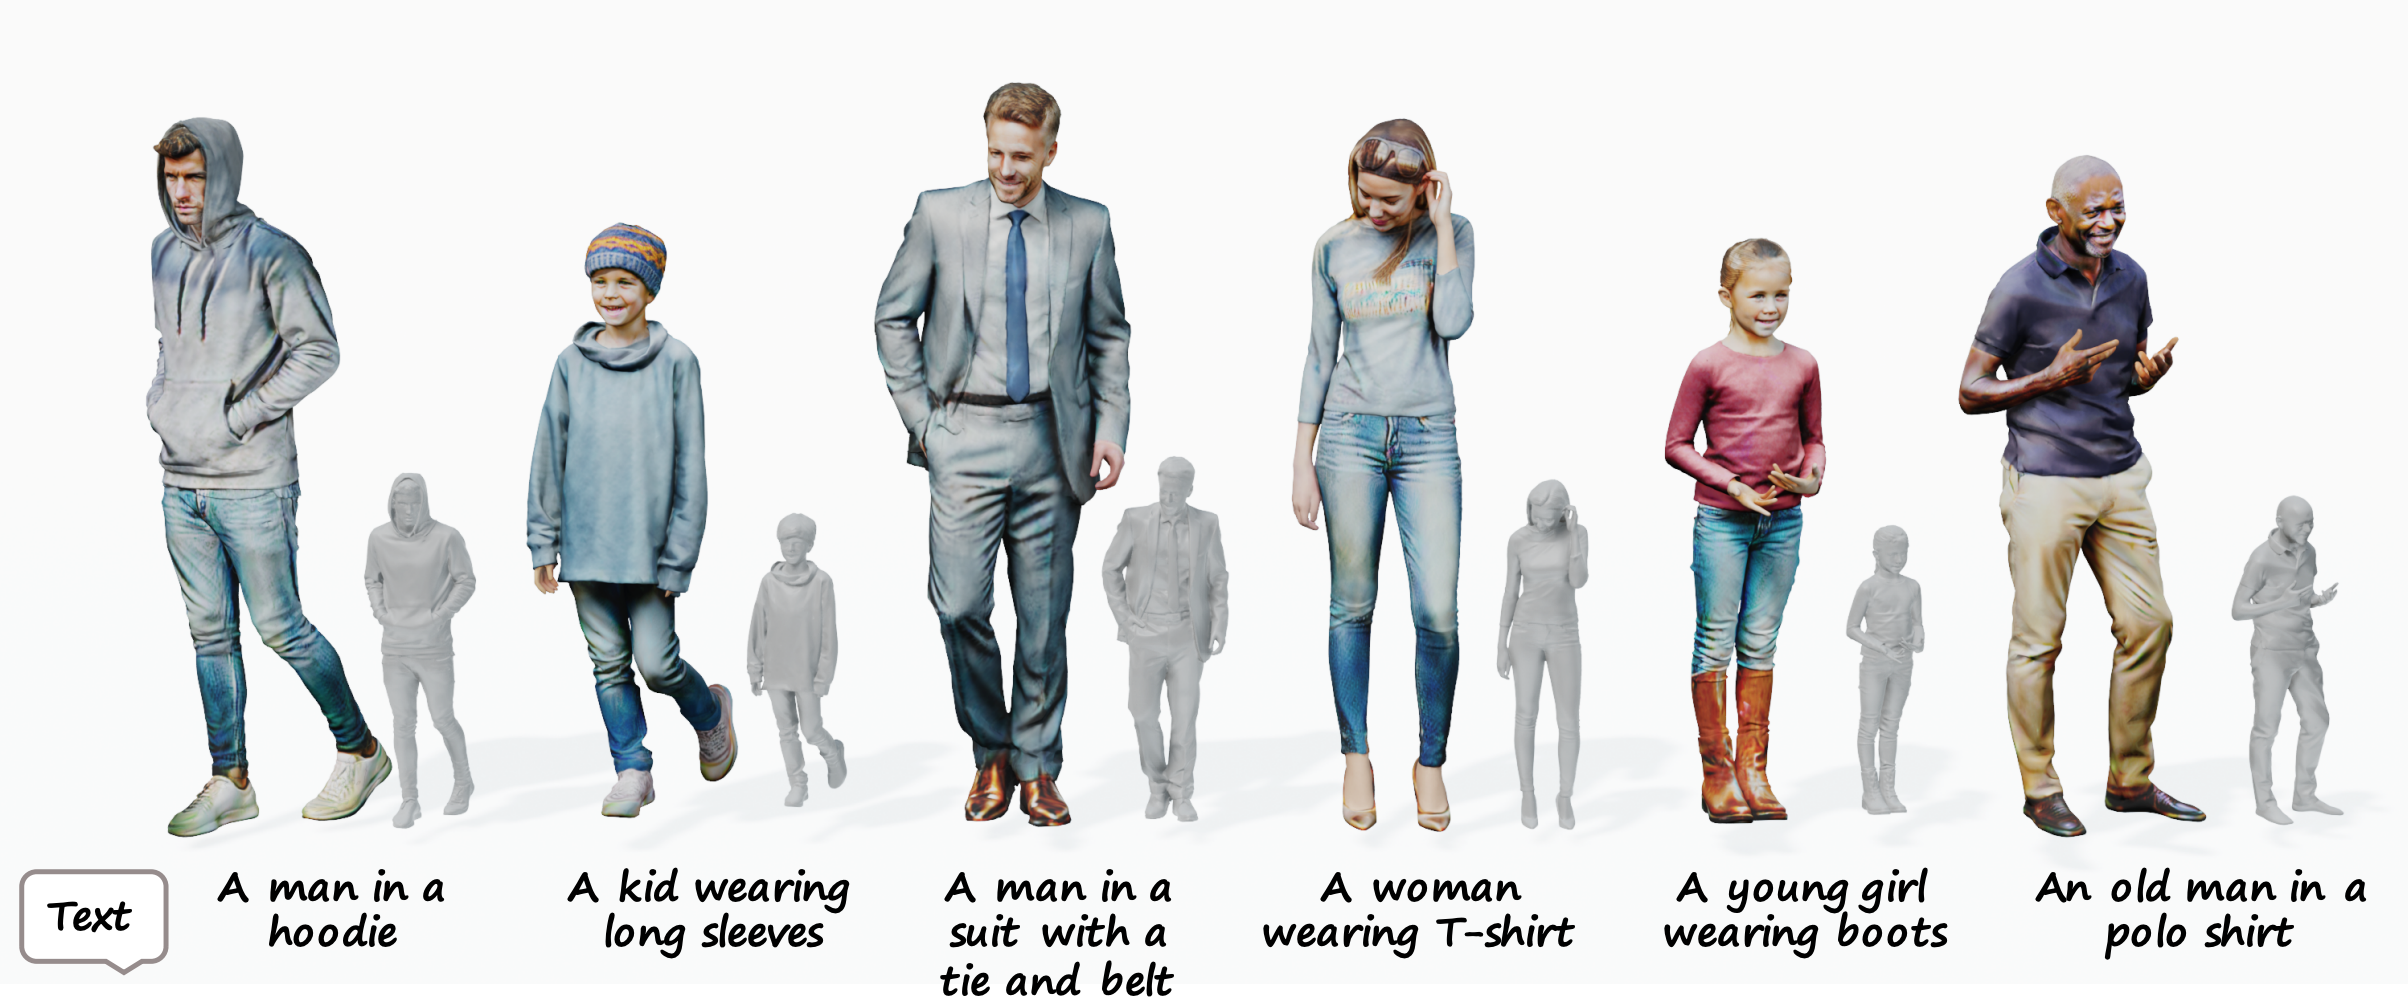 Text
A man in a
hoodie
A kid wearing
long sleeves
A man in a
suit with a
tie and belt
A woman
wearing T-shirt
A young girl
wearing boots
An old man in a
polo shirt